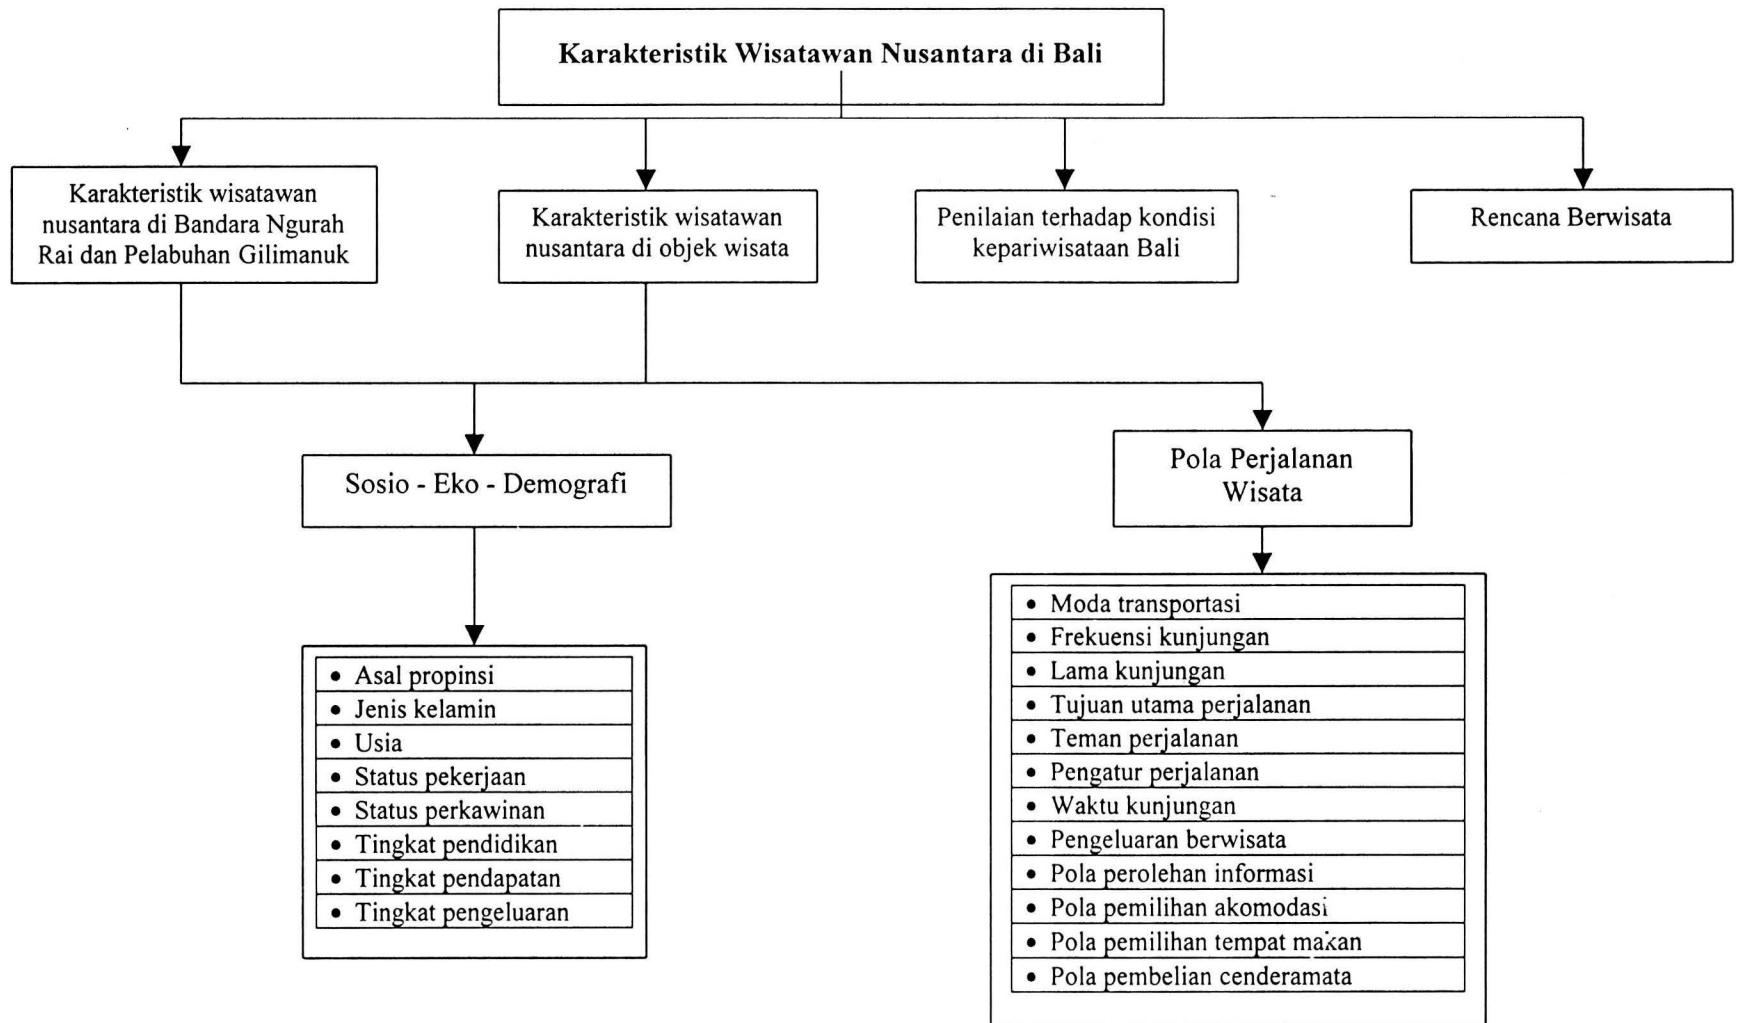 Karakteristik Wisatawan Nusantara di Bali
Karakteristik wisatawan
nusantara di Bandara Ngurah
Rai dan Pelabuhan Gilimanuk
Karakteristik wisatawan
nusantara di objek wisata
Penilaian terhadap kondisi
kepariwisataan Bali
Rencana Berwisata
Sosio - Eko - Demografi
Pola Perjalanan
Wisata
• Asal propinsi
• Jenis kelamin
• Usia
• Status pekerjaan
• Status perkawinan
• Tingkat pendidikan
• Tingkat pendapatan
• Tingkat pengeluaran
• Moda transportasi
• Frekuensi kunjungan
• Lama kunjungan
• Tujuan utama perjalanan
• Teman perjalanan
• Pengatur perjalanan
• Waktu kunjungan
• Pengeluaran berwisata
• Pola perolehan informasi
• Pola pemilihan akomodasi
• Pola pemilihan tempat makan
• Pola pembelian cenderamata